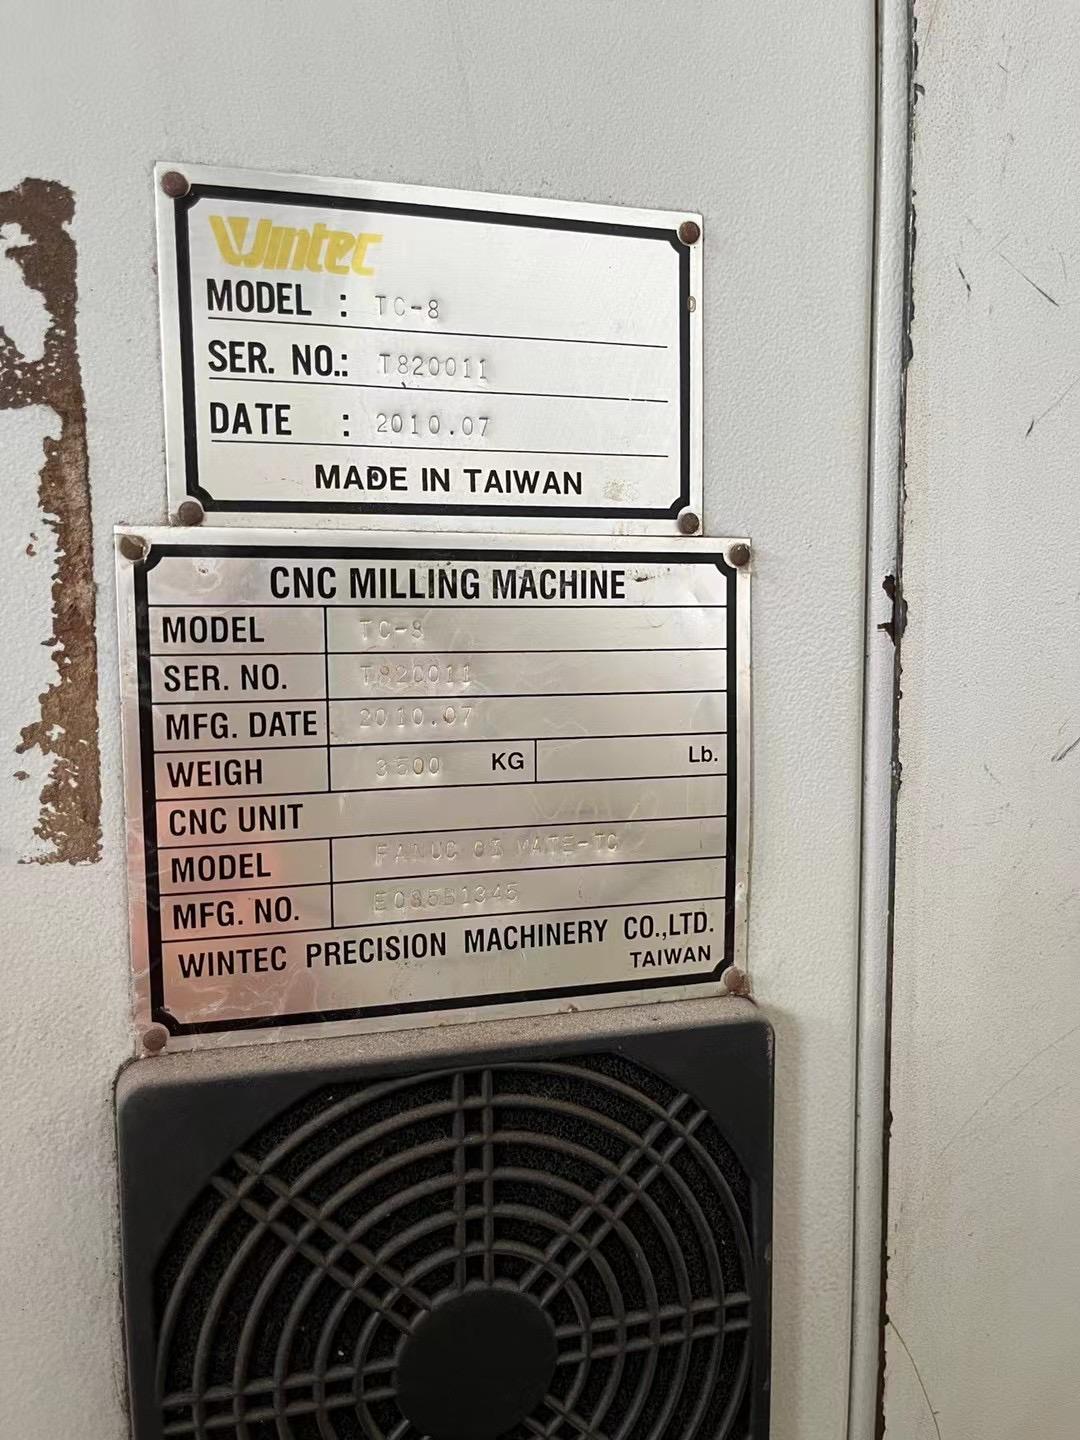 Wintec
MODEL : TC-8
SER. NO.: T820011
DATE : 2010.07
MADE IN TAIWAN
CNC MILLING MACHINE
MODEL TC-8
SER. NO. T820011
MFG. DATE 2010.07
WEIGH 3500 KG Lb.
CNC UNIT
MODEL FANUC 0I MATE-TC
MFG. NO. E085B1345
WINTEC PRECISION MACHINERY CO.,LTD.
TAIWAN